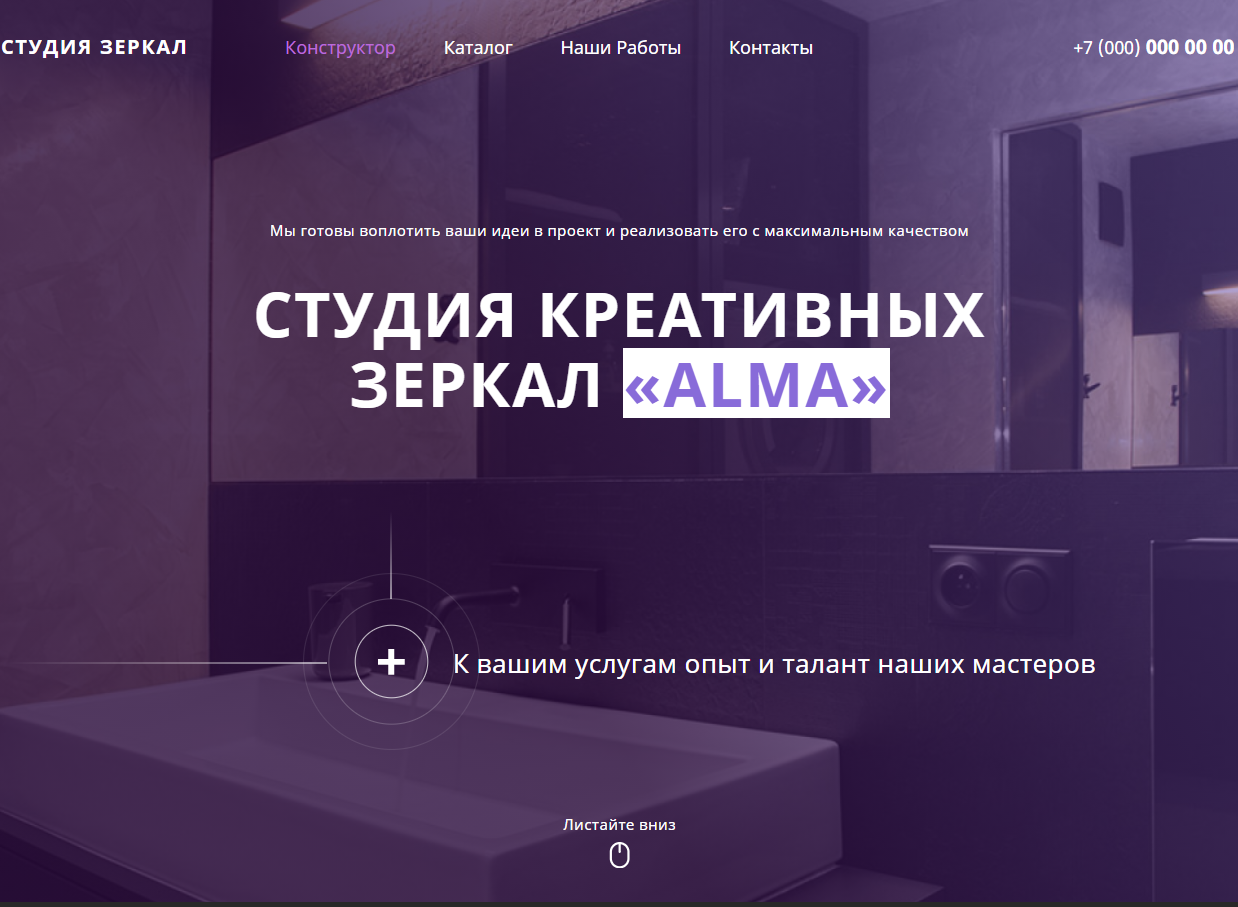 СТУДИЯ ЗЕРКАЛ
Конструктор
Каталог
Наши Работы
Контакты
+7 (000) 000 00 00
Мы готовы воплотить ваши идеи в проект и реализовать его с максимальным качеством
СТУДИЯ КРЕАТИВНЫХ
ЗЕРКАЛ «ALMA»
К вашим услугам опыт и талант наших мастеров
Листайте вниз